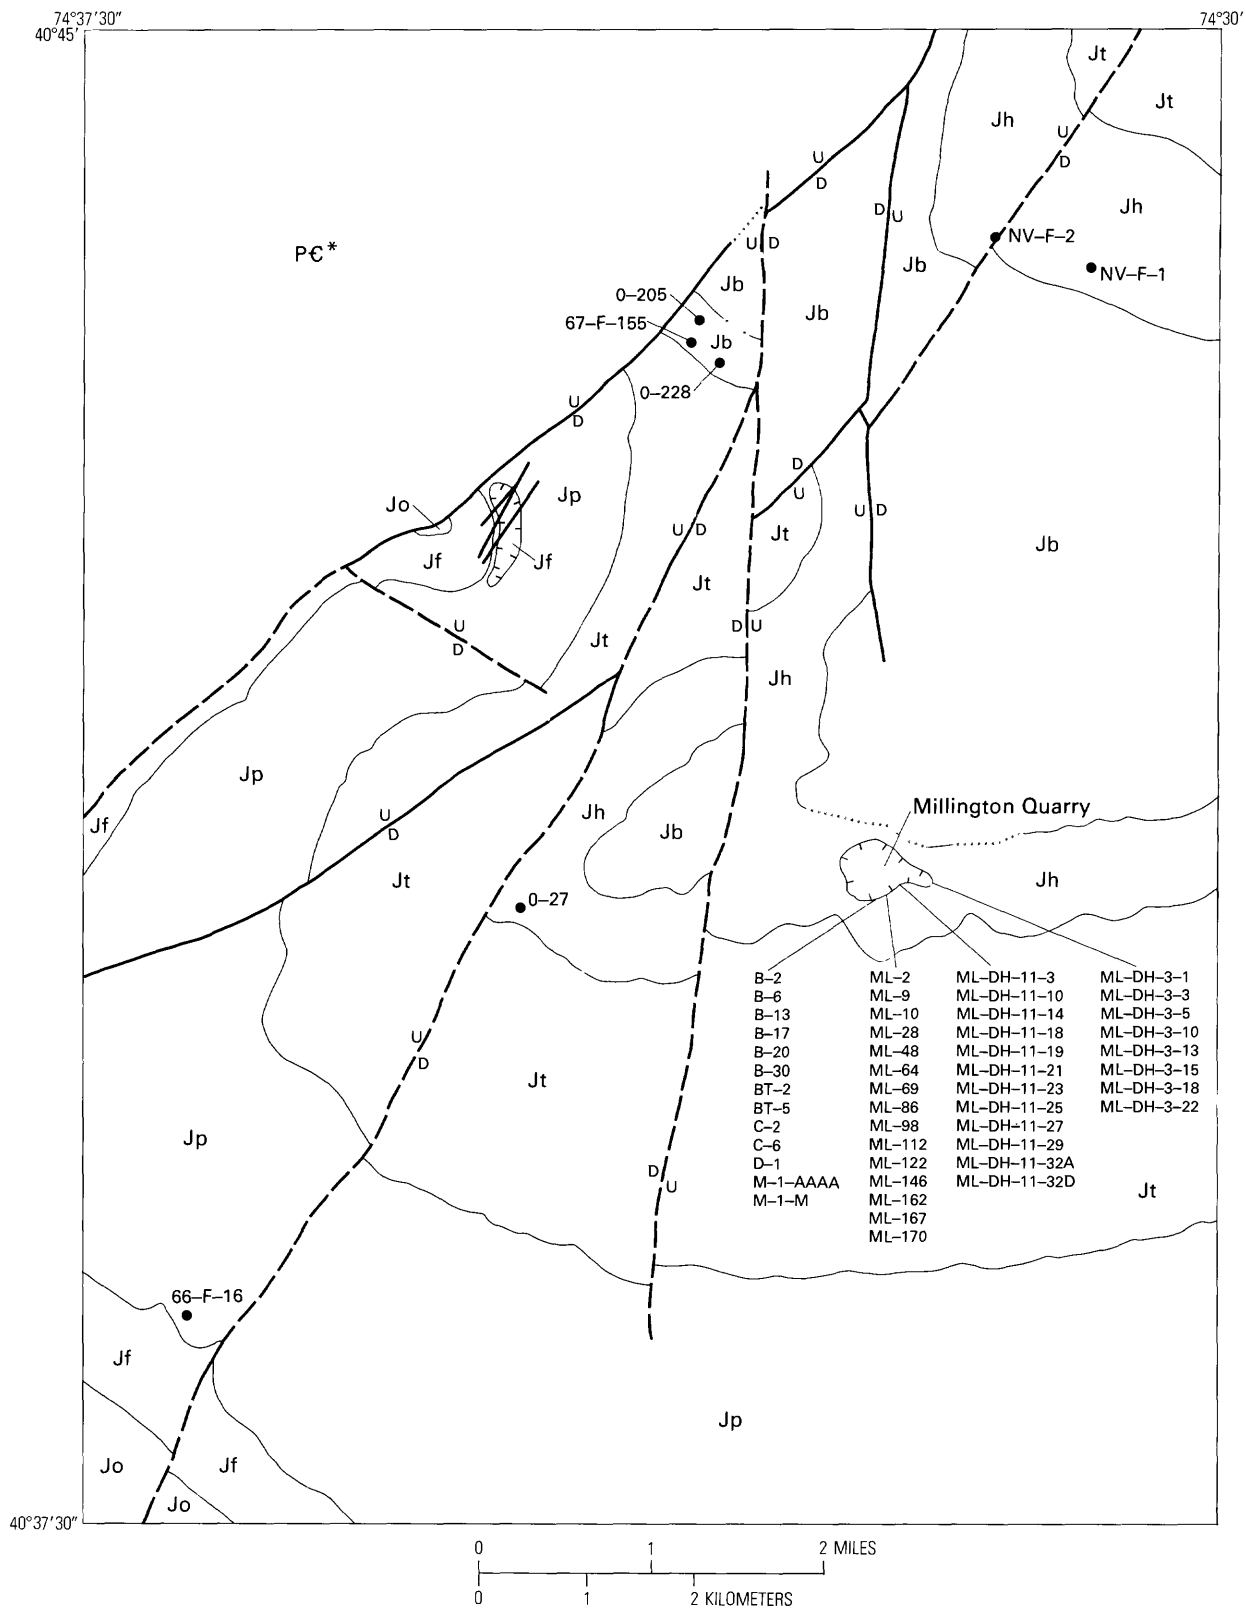 74°37'30"
74°30'
40°45'
Jt
Jt
Jh
U
D
U
D
Jh
D U
P€*
U D
NV–F–2
Jb
NV–F–1
Jb
0–205
Jb
67–F–155
Jb
0–228
U
D
D
U
Jp
Jo
U D
U D
Jt
Jb
Jf
Jf
Jt
U
D
D U
Jt
Jh
Jp
Millington Quarry
Jh
U
D
Jf
Jb
Jt
Jh
0–27
B–2
B–6
B–13
B–17
B–20
B–30
BT–2
BT–5
C–2
C–6
D–1
M–1–AAAA
M–1–M
ML–2
ML–9
ML–10
ML–28
ML–48
ML–64
ML–69
ML–86
ML–98
ML–112
ML–122
ML–146
ML–162
ML–167
ML–170
ML–DH–11–3
ML–DH–11–10
ML–DH–11–14
ML–DH–11–18
ML–DH–11–19
ML–DH–11–21
ML–DH–11–23
ML–DH–11–25
ML–DH–11–27
ML–DH–11–29
ML–DH–11–32A
ML–DH–11–32D
ML–DH–3–1
ML–DH–3–3
ML–DH–3–5
ML–DH–3–10
ML–DH–3–13
ML–DH–3–15
ML–DH–3–18
ML–DH–3–22
U
D
Jt
Jp
D
U
Jt
66–F–16
Jf
Jp
Jo
Jf
Jo
40°37'30"
0 1 2 MILES
0 1 2 KILOMETERS